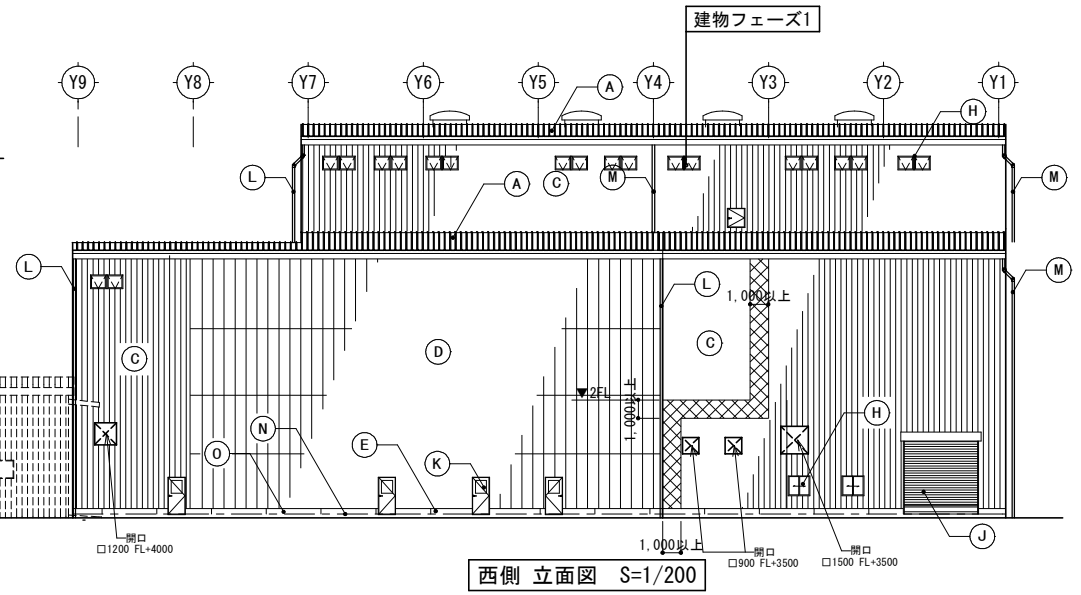 建物フェーズ1
Y9 Y8 Y7 Y6 Y5 Y4 Y3 Y2 Y1
A
H
L
C
M
M
A
L
L
M
1,000以上
C
D
C
2FL
1,000以上
H
O
N
E
K
J
開口
□1200 FL+4000
1,000以上
開口
□900 FL+3500
開口
□1500 FL+3500
西側 立面図 S=1/200